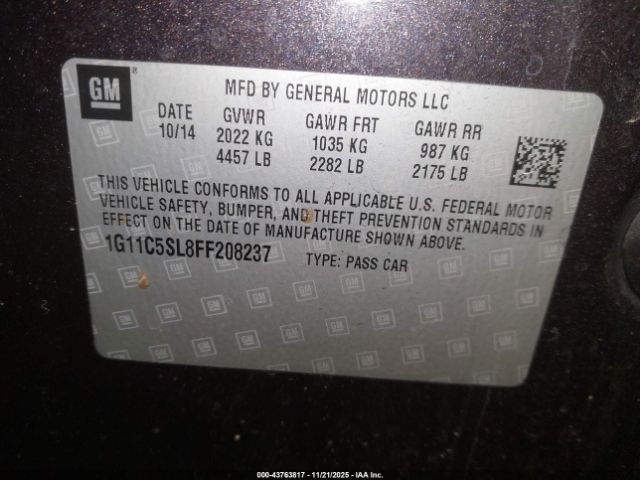 GM ®
MFD BY GENERAL MOTORS LLC
DATE GVWR GAWR FRT GAWR RR
10/14 2022 KG 1035 KG 987 KG
4457 LB 2282 LB 2175 LB
THIS VEHICLE CONFORMS TO ALL APPLICABLE U.S. FEDERAL MOTOR
VEHICLE SAFETY, BUMPER, AND THEFT PREVENTION STANDARDS IN
EFFECT ON THE DATE OF MANUFACTURE SHOWN ABOVE.
1G11C5SL8FF208237 TYPE: PASS CAR
000-43763817 - 11/21/2025 - IAA Inc.